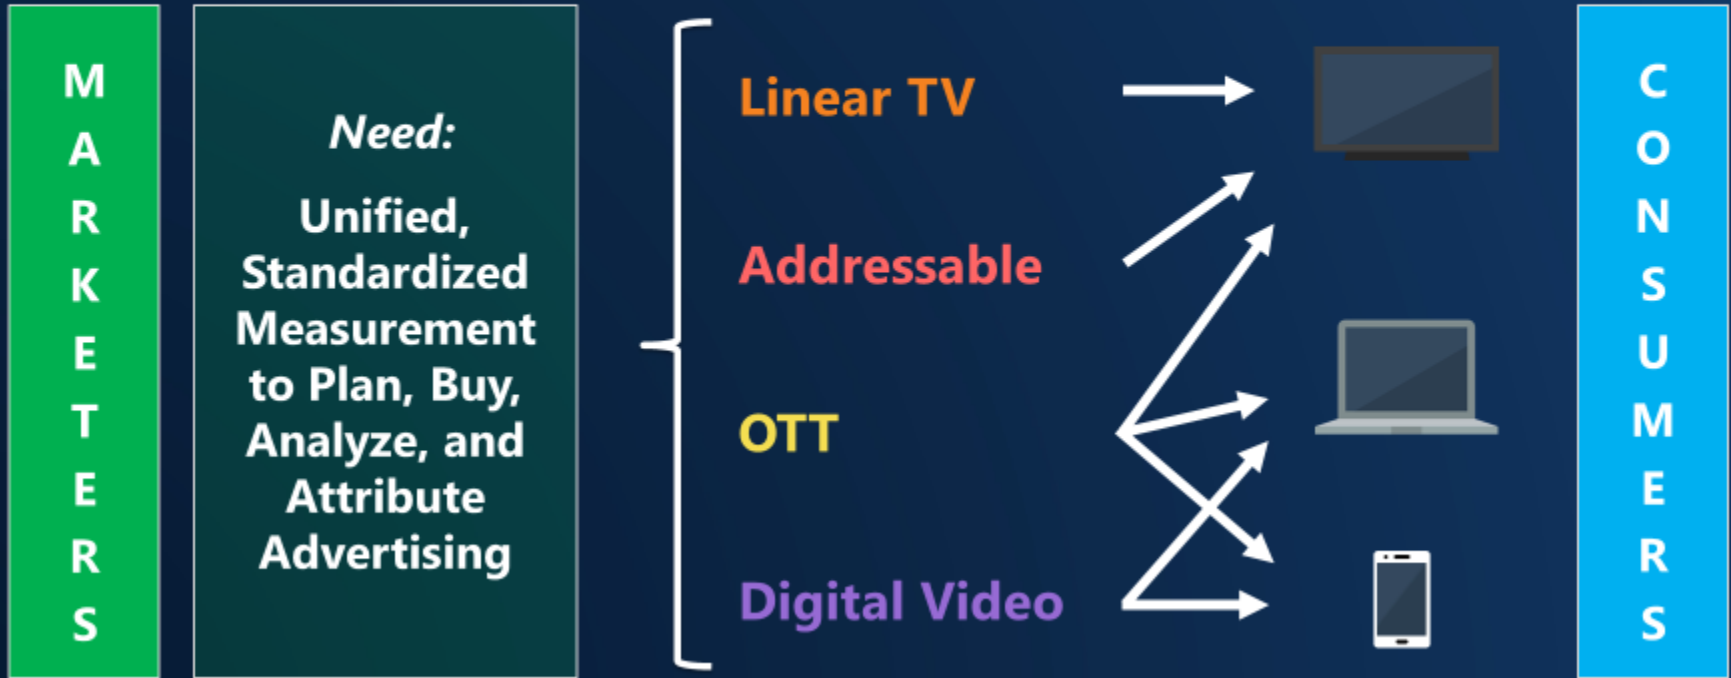 MARKETERS
Need:
Unified,
Standardized
Measurement
to Plan, Buy,
Analyze, and
Attribute
Advertising
Linear TV
Addressable
OTT
Digital Video
CONSUMERS